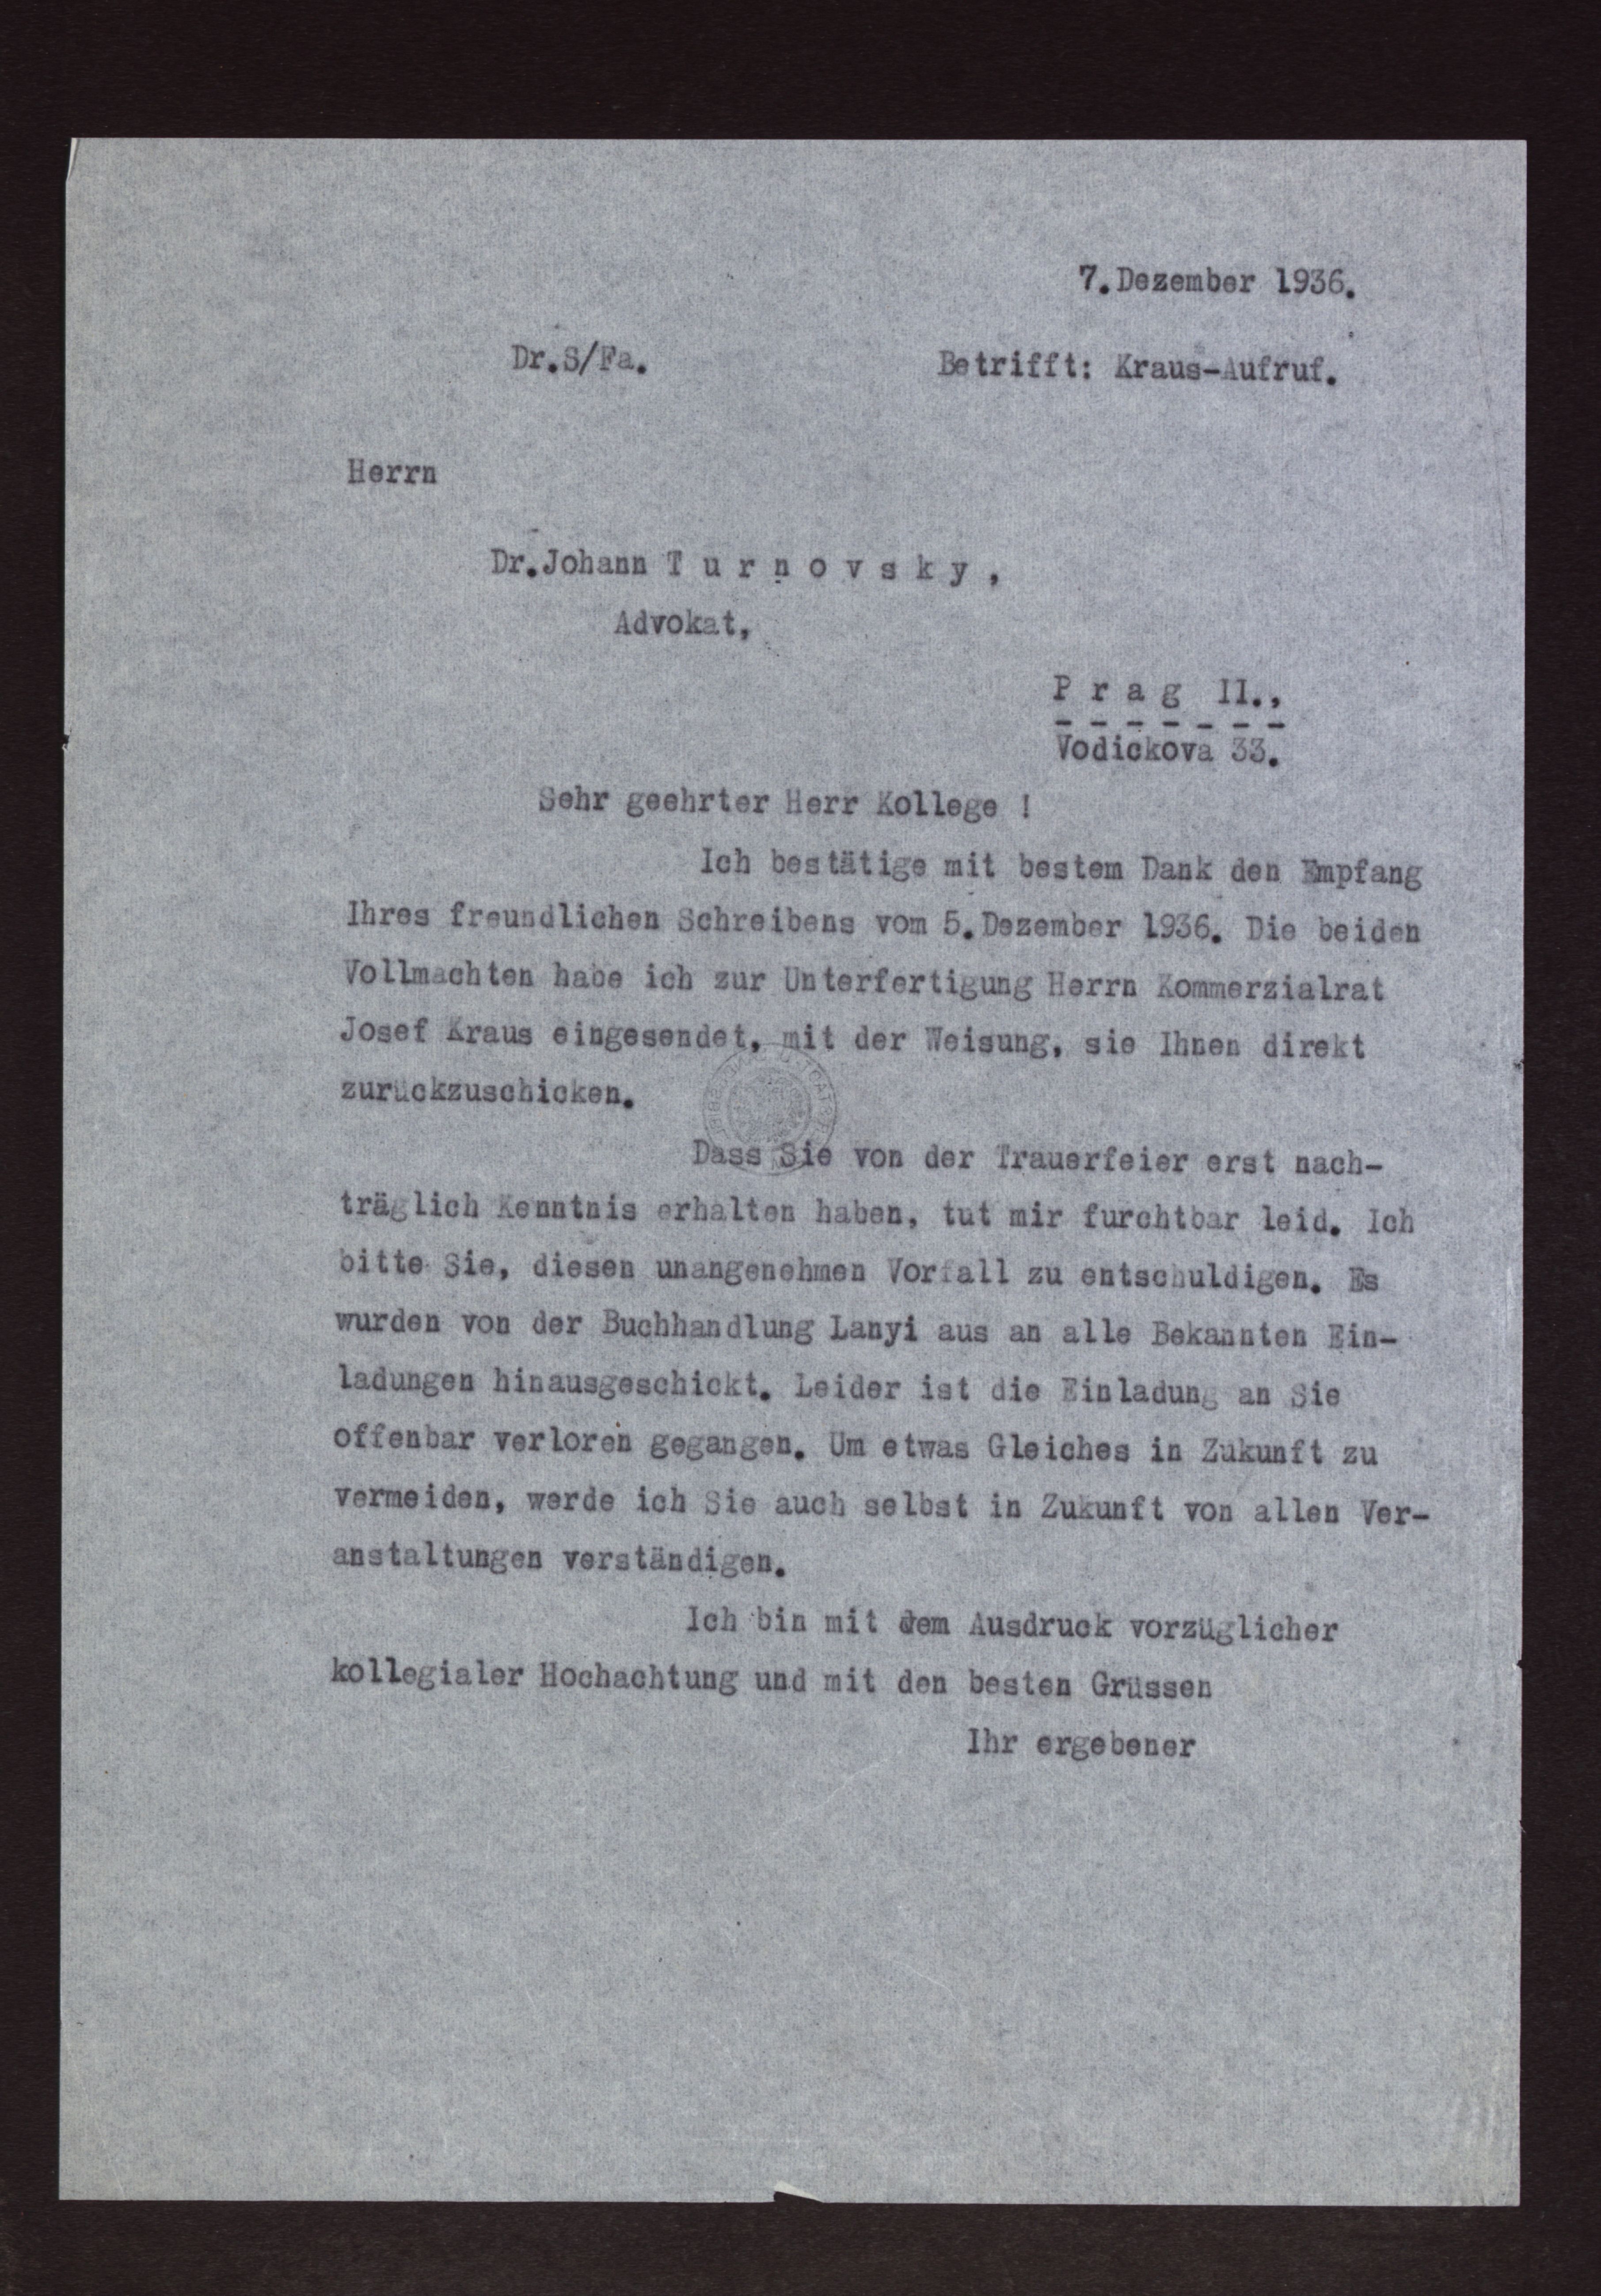 7.Dezember 1936.
Dr.S/Fa.
Betrifft: Kraus-Aufruf.
Herrn
Dr.Johann T u r n o v s k y ,
Advokat,
P r a g II.,
Vodickova 33.
Sehr geehrter Herr Kollege !
Ich bestätige mit bestem Dank den Empfang
Ihres freundlichen Schreibens vom 5.Dezember 1936. Die beiden
Vollmachten habe ich zur Unterfertigung Herrn Kommerzialrat
Josef Kraus eingesendet, mit der Weisung, sie Ihnen direkt
zurückzuschicken.
Dass Sie von der Trauerfeier erst nach-
träglich Kenntnis erhalten haben, tut mir furchtbar leid. Ich
bitte Sie, diesen unangenehmen Vorfall zu entschuldigen. Es
wurden von der Buchhandlung Lanyi aus an alle Bekannten Ein-
ladungen hinausgeschickt. Leider ist die Einladung an Sie
offenbar verloren gegangen. Um etwas Gleiches in Zukunft zu
vermeiden, werde ich Sie auch selbst in Zukunft von allen Ver-
anstaltungen verständigen.
Ich bin mit dem Ausdruck vorzüglicher
kollegialer Hochachtung und mit den besten Grüssen
Ihr ergebener